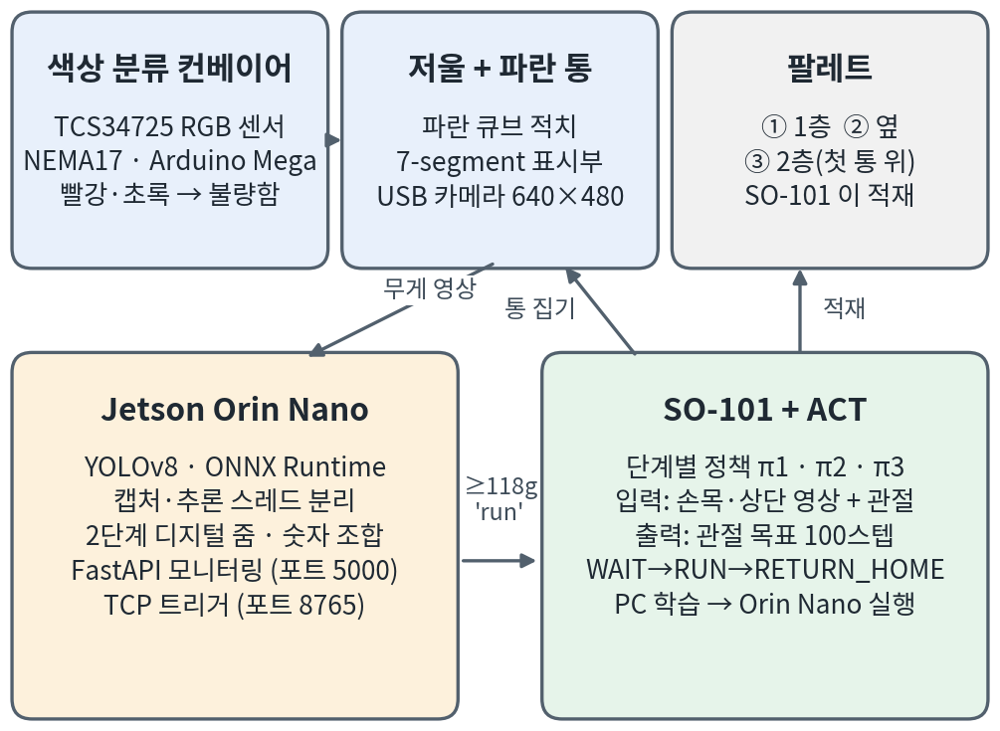 색상 분류 컨베이어
TCS34725 RGB 센서
NEMA17 · Arduino Mega
빨강·초록 → 불량함
저울 + 파란 통
파란 큐브 적치
7-segment 표시부
USB 카메라 640×480
팔레트
① 1층 ② 옆
③ 2층(첫 통 위)
SO-101 이 적재
무게 영상
통 집기
적재
Jetson Orin Nano
YOLOv8 · ONNX Runtime
캡처·추론 스레드 분리
2단계 디지털 줌 · 숫자 조합
FastAPI 모니터링 (포트 5000)
TCP 트리거 (포트 8765)
≥118g
'run'
SO-101 + ACT
단계별 정책 π1 · π2 · π3
입력: 손목·상단 영상 + 관절
출력: 관절 목표 100스텝
WAIT→RUN→RETURN_HOME
PC 학습 → Orin Nano 실행